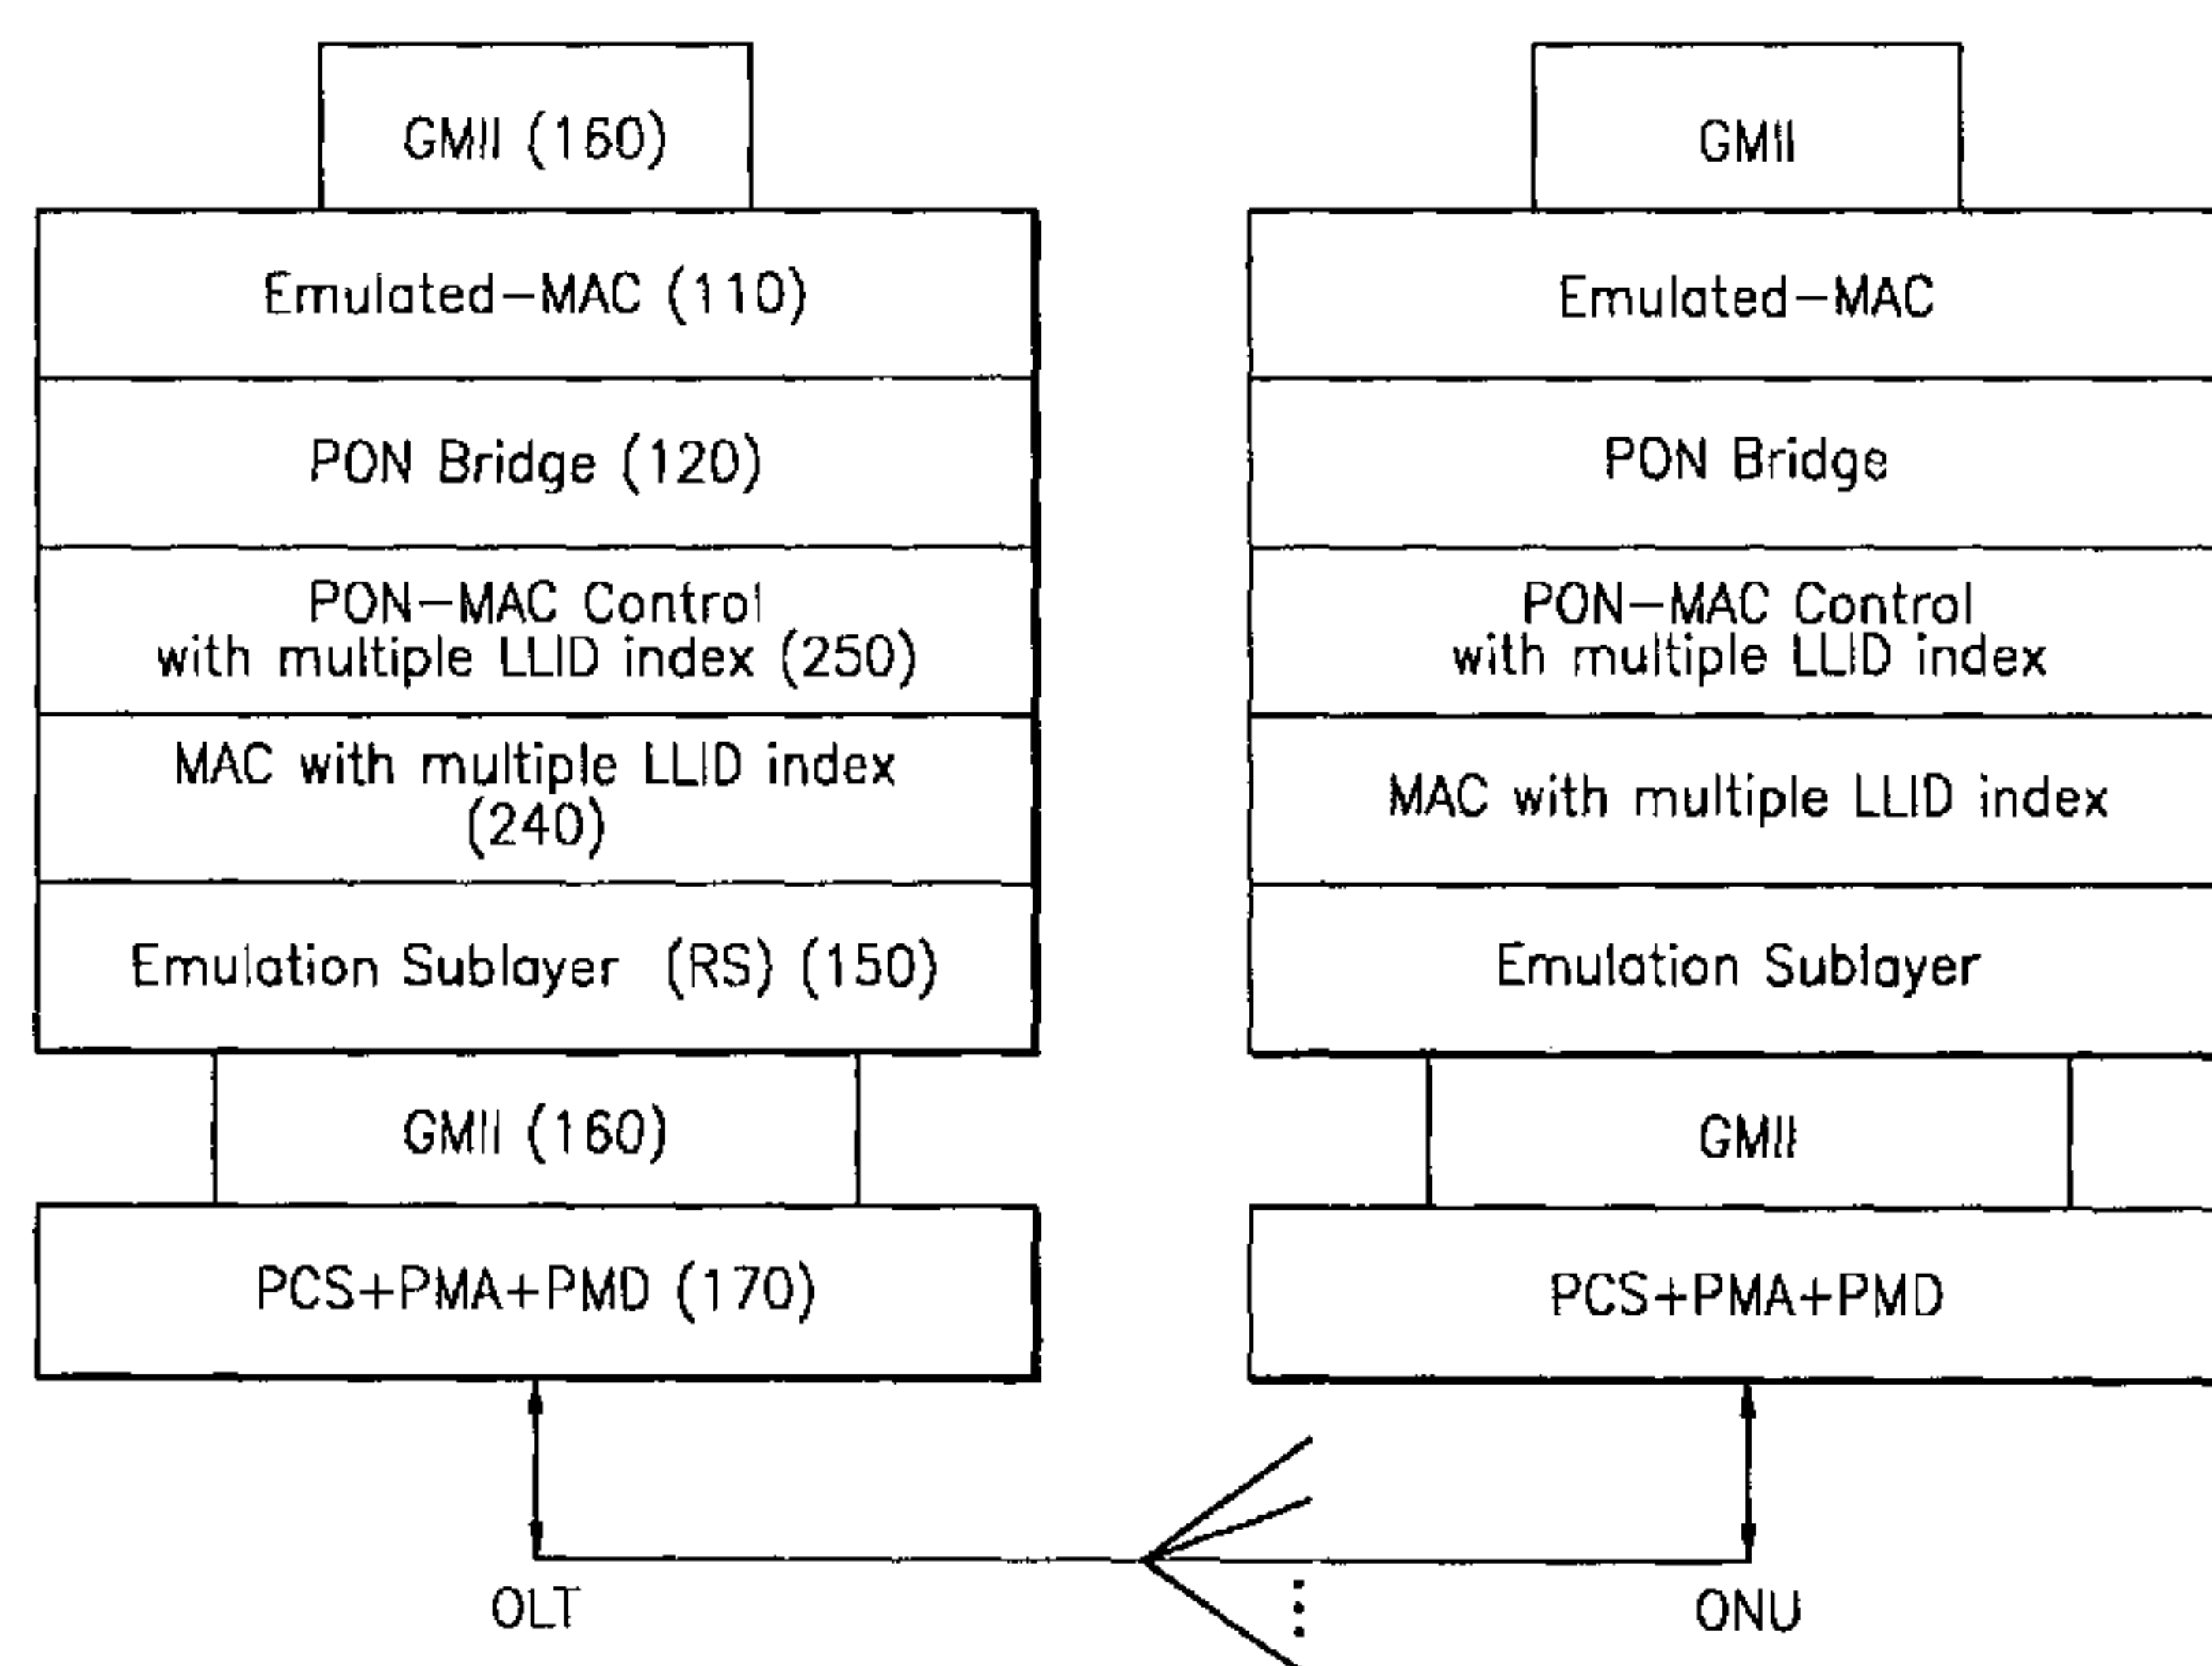 GMII (160)
Emulated-MAC (110)
PON Bridge (120)
PON-MAC Control
with multiple LLID index (250)
MAC with multiple LLID index
(240)
Emulation Sublayer (RS) (150)
GMII (160)
PCS+PMA+PMD (170)
OLT
GMII
Emulated-MAC
PON Bridge
PON-MAC Control
with multiple LLID index
MAC with multiple LLID index
Emulation Sublayer
GMII
PCS+PMA+PMD
ONU